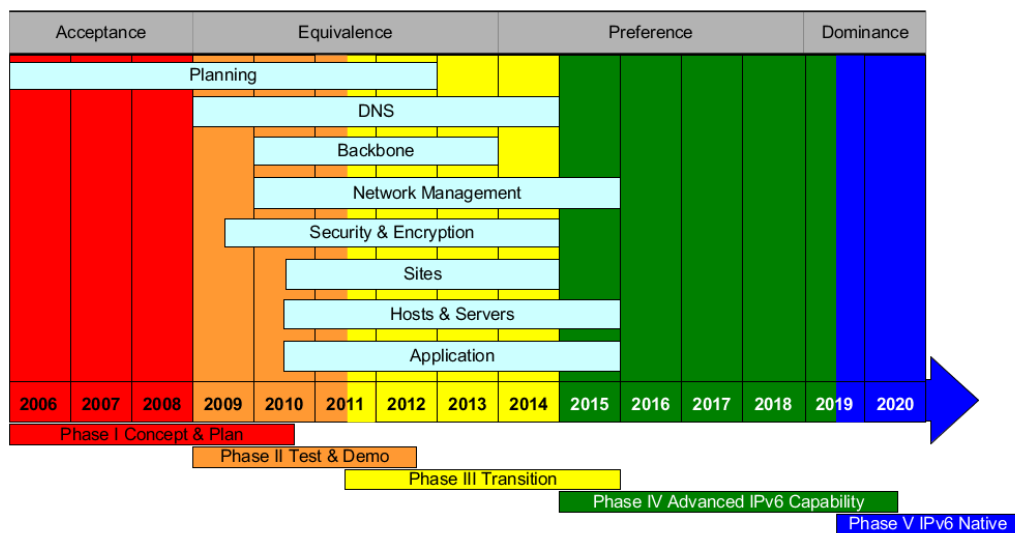 Acceptance Equivalence Preference Dominance
Planning
DNS
Backbone
Network Management
Security & Encryption
Sites
Hosts & Servers
Application
2006 2007 2008 2009 2010 2011 2012 2013 2014 2015 2016 2017 2018 2019 2020
Phase I Concept & Plan
Phase II Test & Demo
Phase III Transition
Phase IV Advanced IPv6 Capability
Phase V IPv6 Native